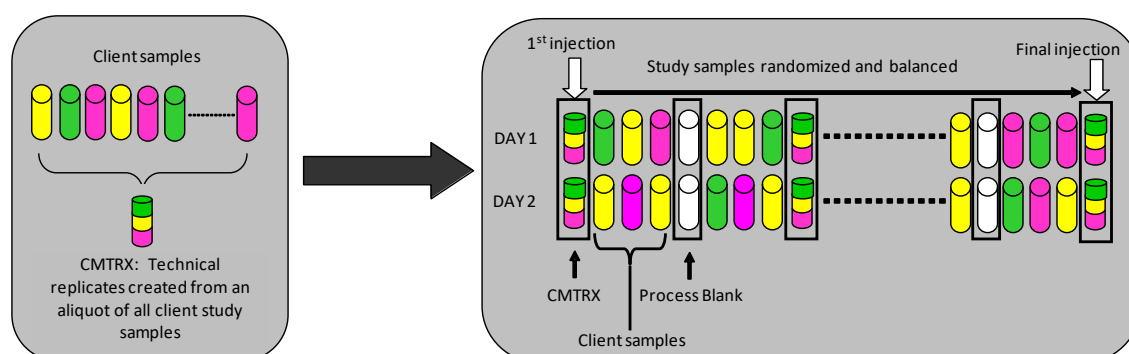 Client samples
CMTRX: Technical
replicates created from an
aliquot of all client study
samples
1st injection
Final injection
Study samples randomized and balanced
DAY 1
DAY 2
CMTRX
Process Blank
Client samples